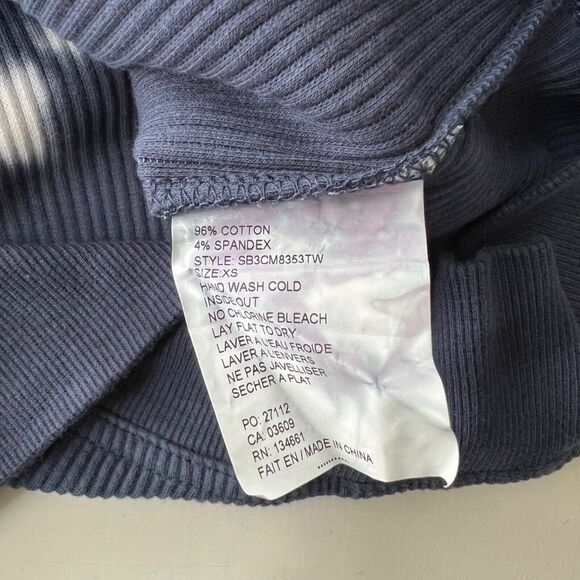 96% COTTON
4% SPANDEX
STYLE: SB3CM8353TW
SIZE:XS
HAND WASH COLD
INSIDE OUT
NO CHLORINE BLEACH
LAY FLAT TO DRY
LAVER A L'EAU FROIDE
LAVER A L'ENVERS
NE PAS JAVELLISER
SECHER A PLAT
PO: 27112
CA: 03609
RN: 134661
FAIT EN / MADE IN CHINA